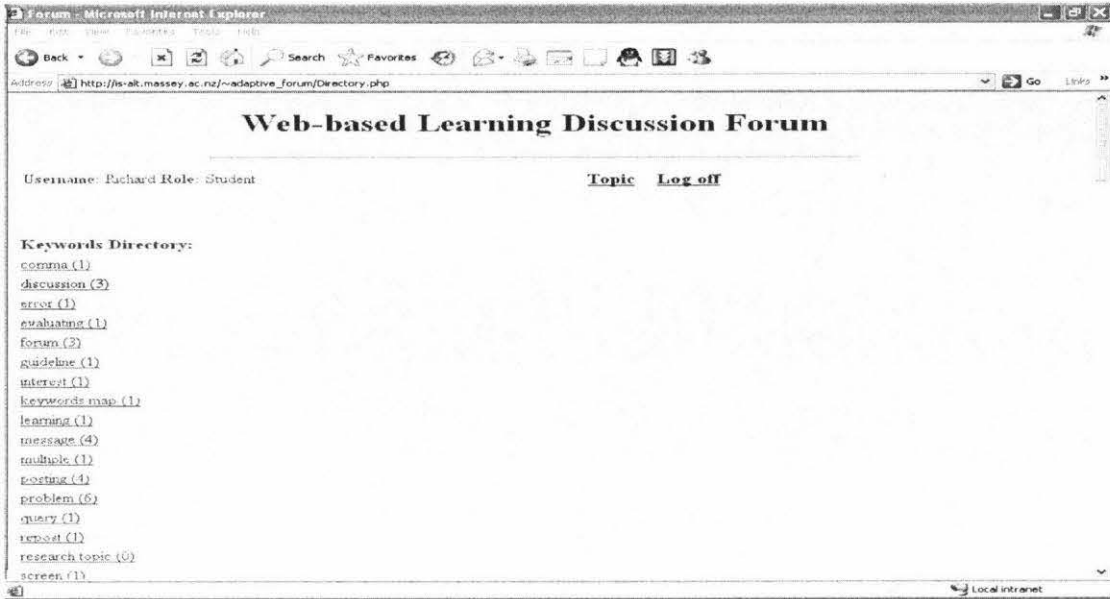 Forum - Microsoft Internet Explorer
File Edit View Favorites Tools Help
Back Search Favorites
Address http://is-alt.massey.ac.nz/~adaptive_forum/Directory.php Go Links »
Web-based Learning Discussion Forum
Username: Richard Role: Student Topic Log off
Keywords Directory:
comma (1)
discussion (3)
error (1)
evaluating (1)
forum (3)
guideline (1)
interest (1)
keywords map (1)
learning (1)
message (4)
multiple (1)
posting (4)
problem (6)
query (1)
repost (1)
research topic (0)
screen (1)
Local intranet